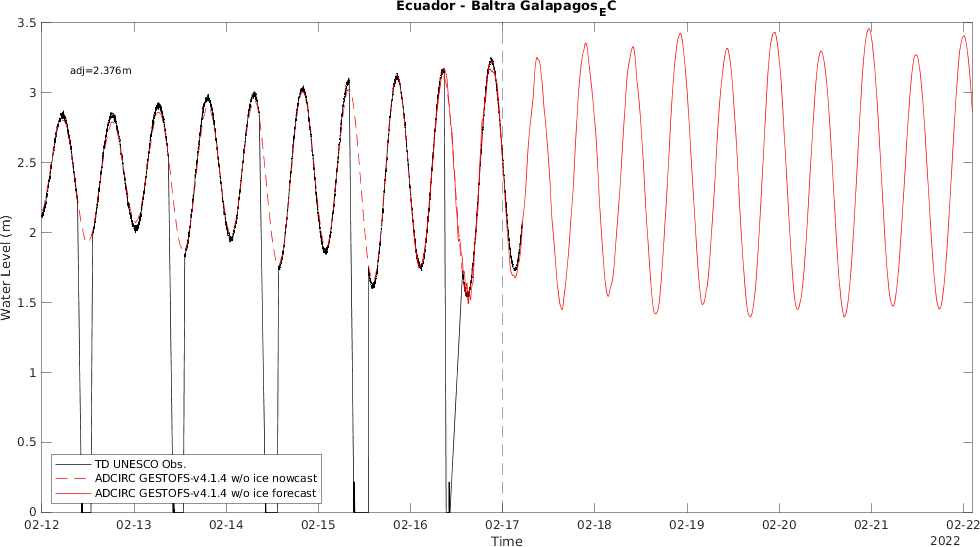 Ecuador - Baltra Galapagos_EC
3.5
adj=2.376m
3
2.5
2
Water Level (m)
1.5
1
0.5
TD UNESCO Obs.
ADCIRC GESTOFS-v4.1.4 w/o ice nowcast
ADCIRC GESTOFS-v4.1.4 w/o ice forecast
0
02-12 02-13 02-14 02-15 02-16 02-17 02-18 02-19 02-20 02-21 02-22
Time
2022